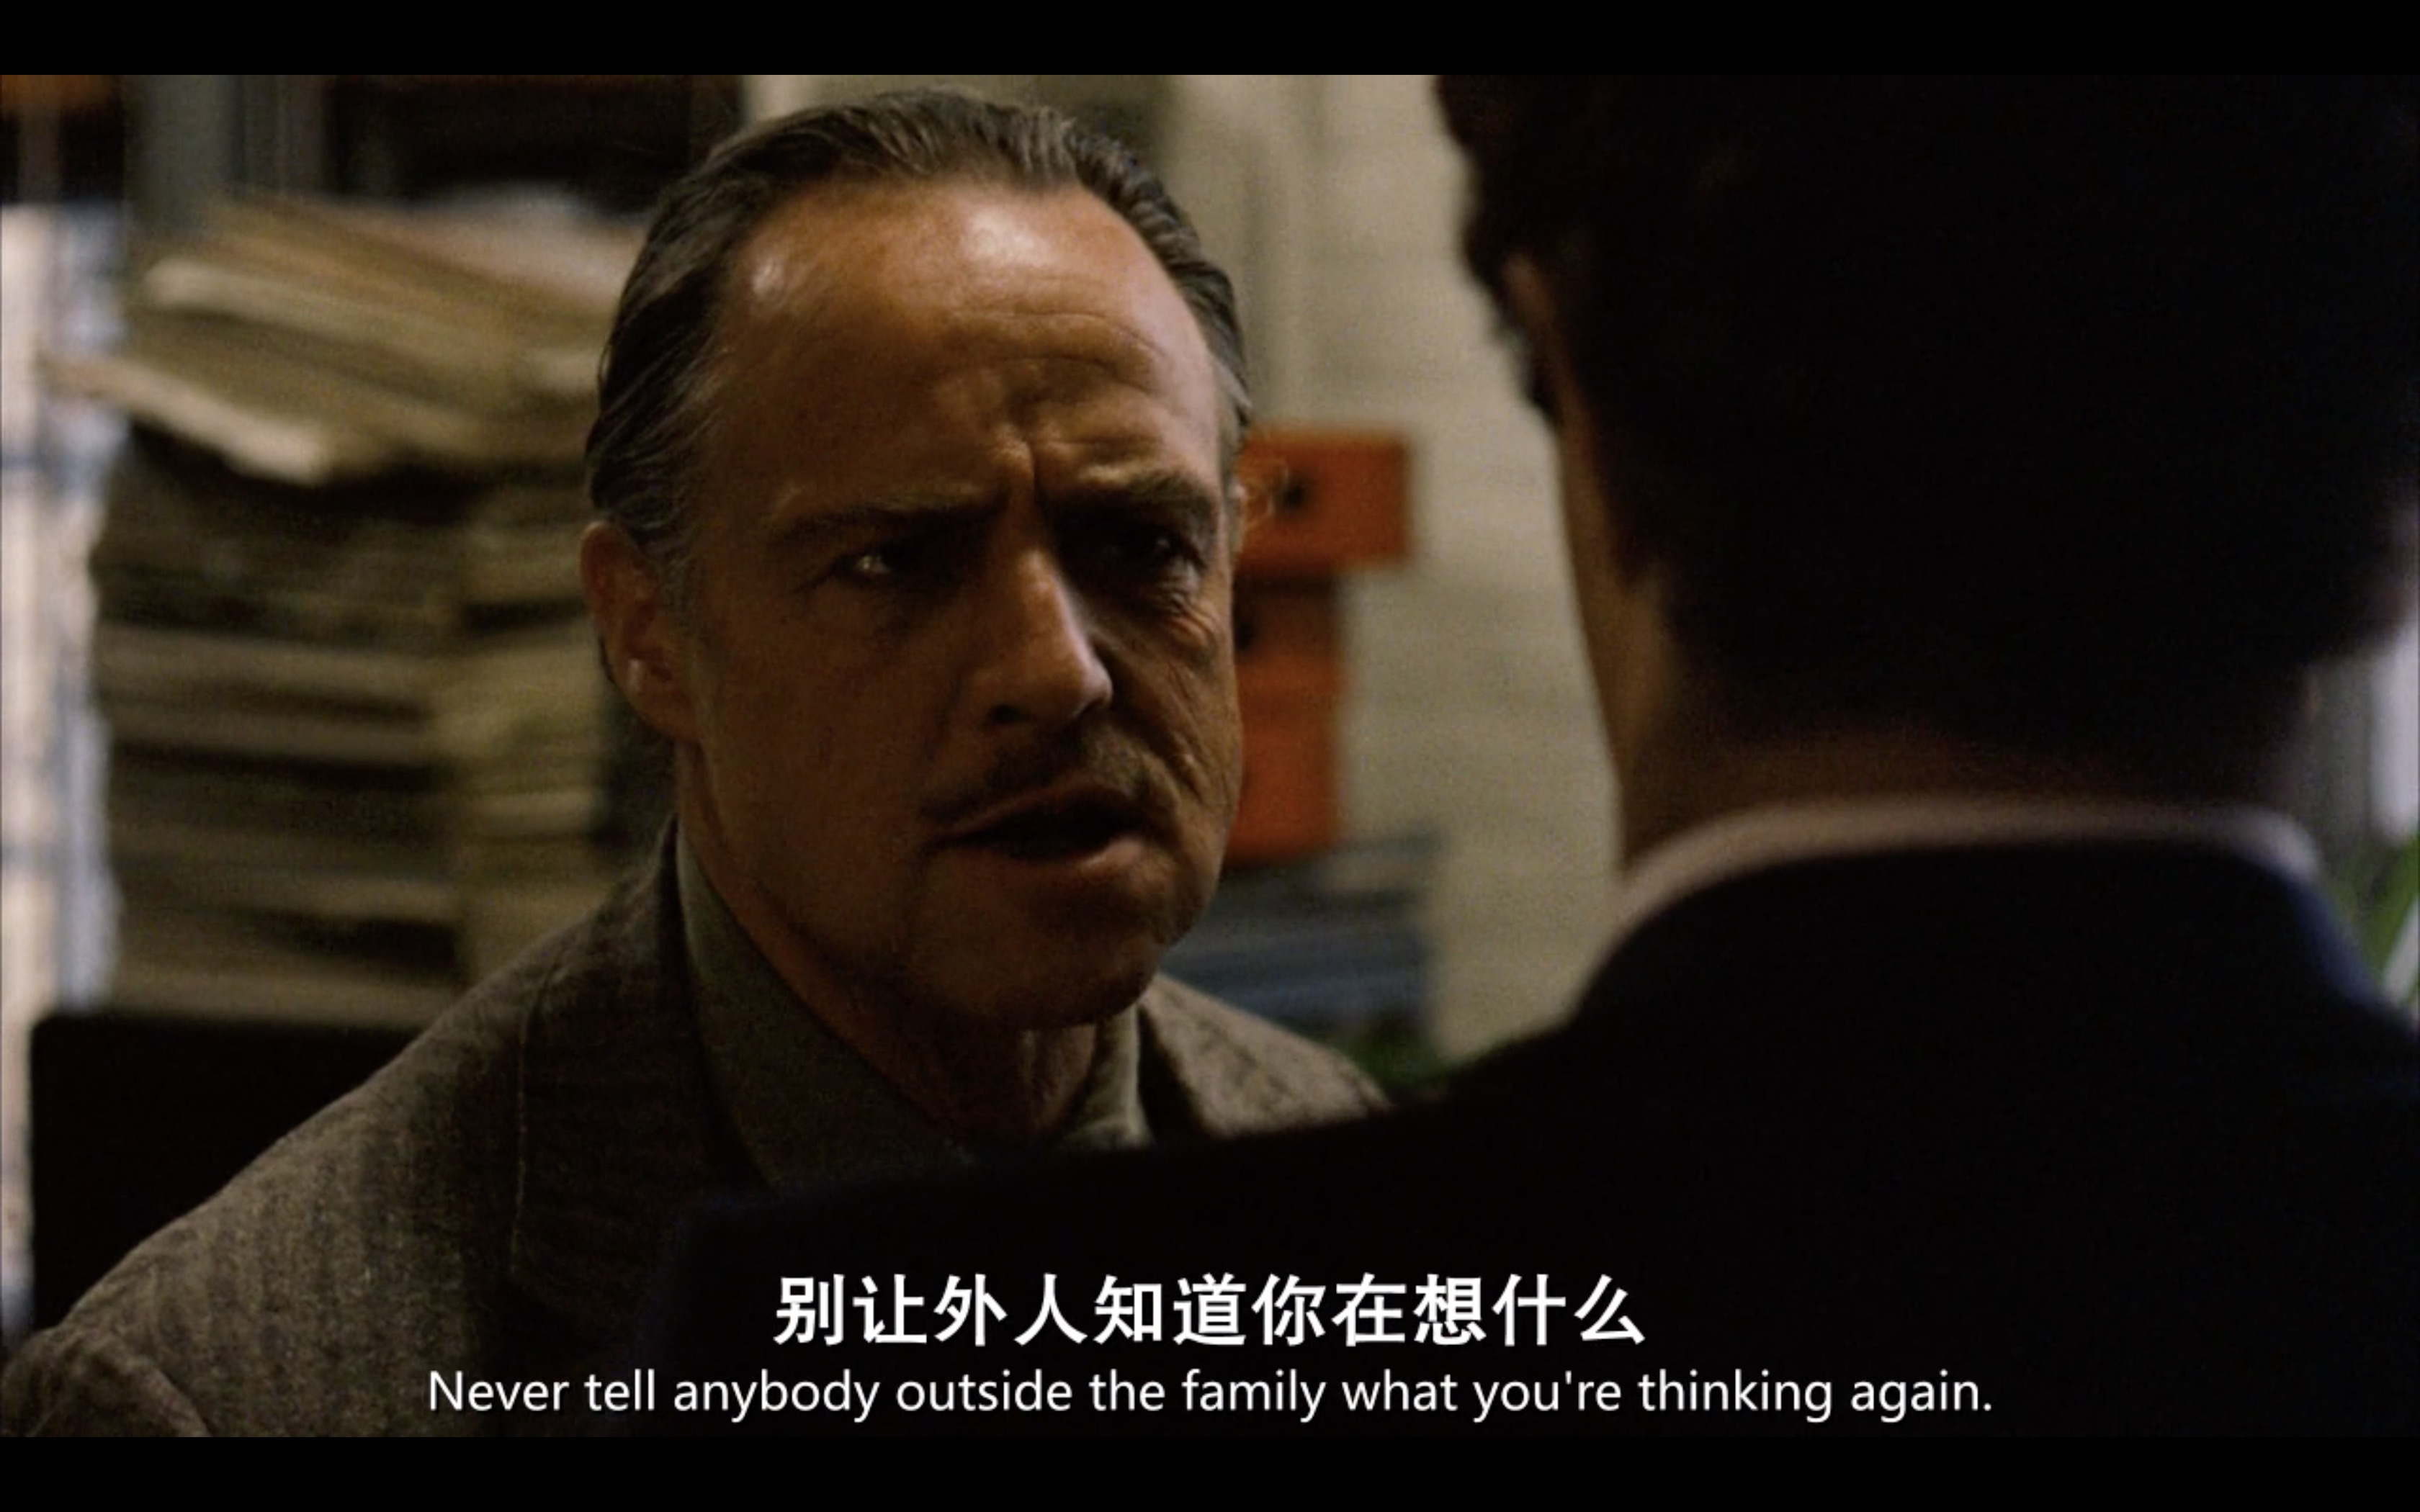 别让外人知道你在想什么
Never tell anybody outside the family what you're thinking again.